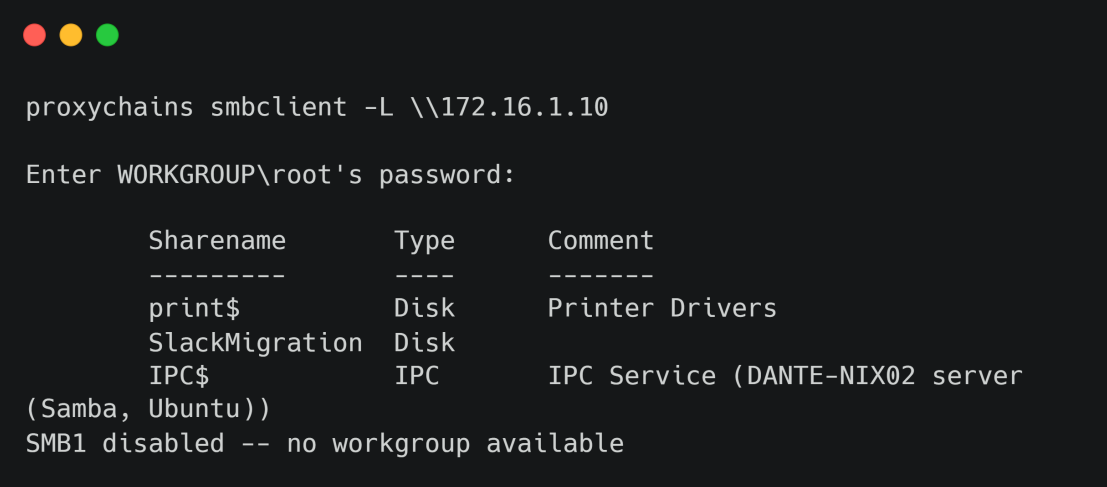 proxychains smbclient -L \\172.16.1.10
Enter WORKGROUP\root's password:
Sharename Type Comment
--------- ---- -------
print$ Disk Printer Drivers
SlackMigration Disk
IPC$ IPC IPC Service (DANTE-NIX02 server
(Samba, Ubuntu))
SMB1 disabled -- no workgroup available